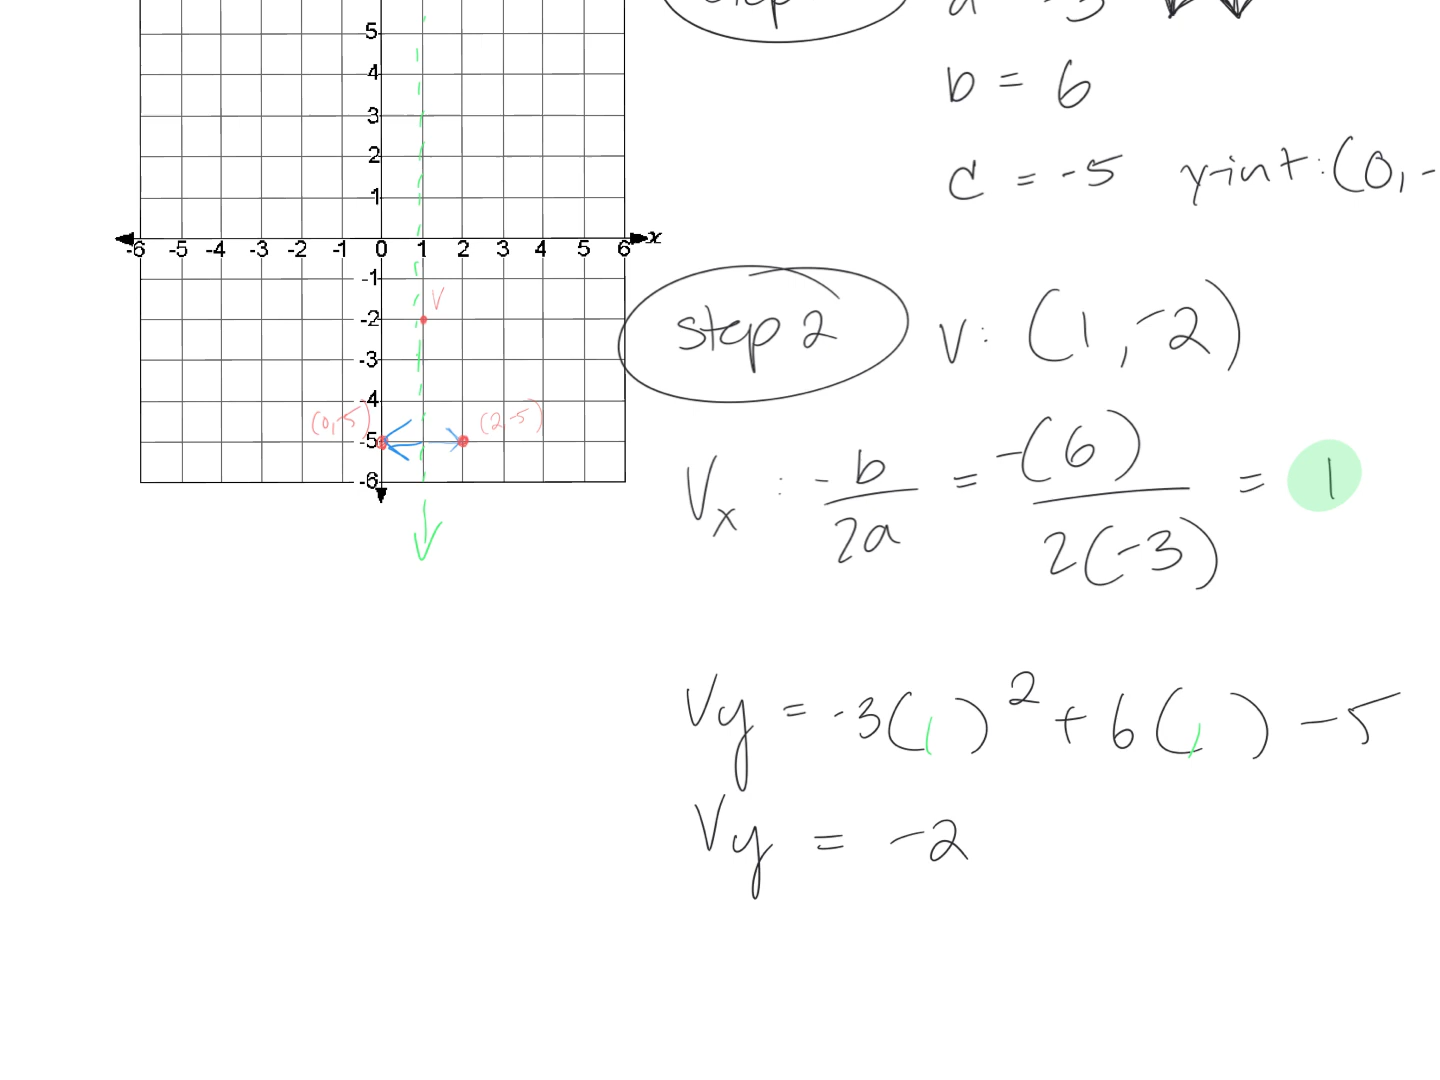 5
4
3
2
1
-6 -5 -4 -3 -2 -1 0 1 2 3 4 5 6 x
-1
-2
-3
-4
-5
-6
V
(0,-5)
(2,-5)
step
a = -3
b = 6
c = -5 y-int: (0, -
step 2 V: (1, -2)
Vx : -b/2a = -(6)/2(-3) = 1
Vy = -3(1)² + 6(1) - 5
Vy = -2